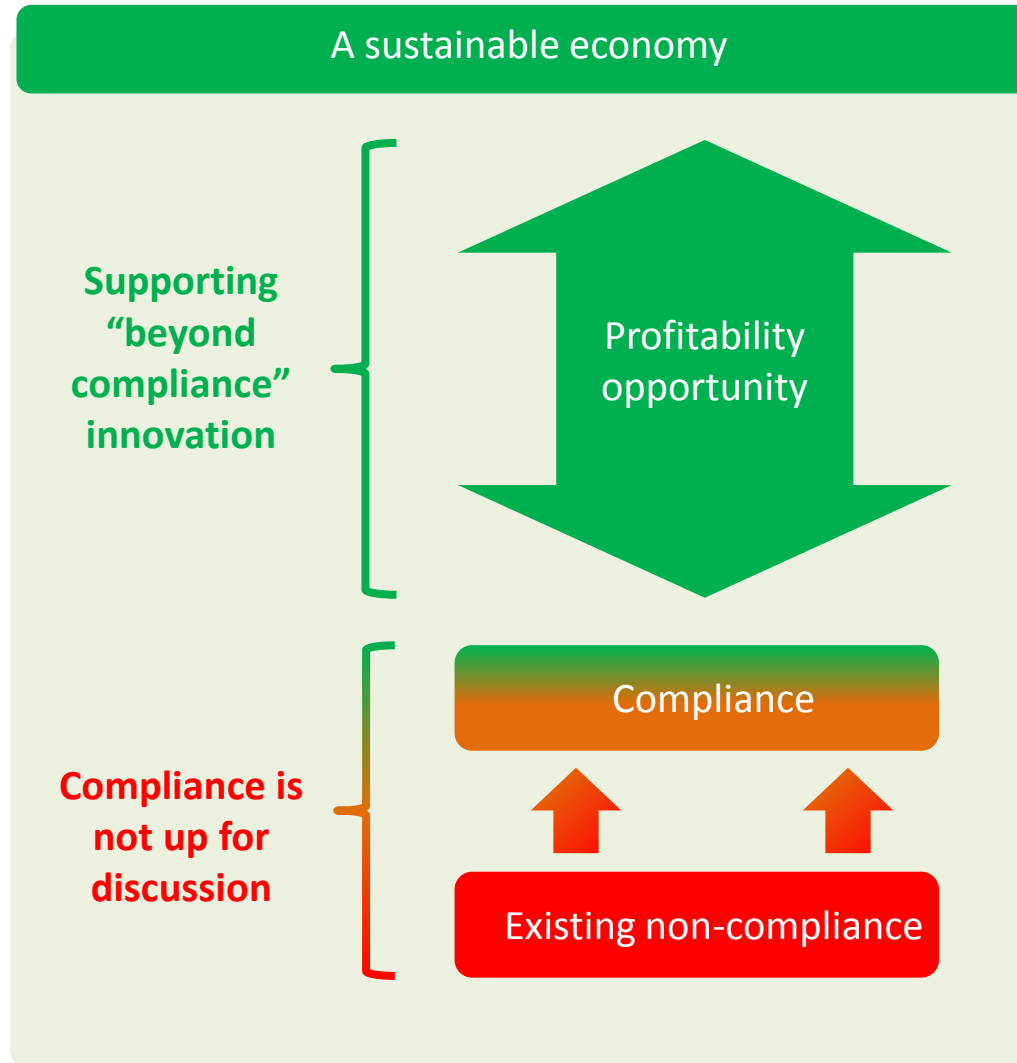 A sustainable economy
Supporting
“beyond
compliance”
innovation
Profitability
opportunity
Compliance
Compliance is
not up for
discussion
Existing non-compliance